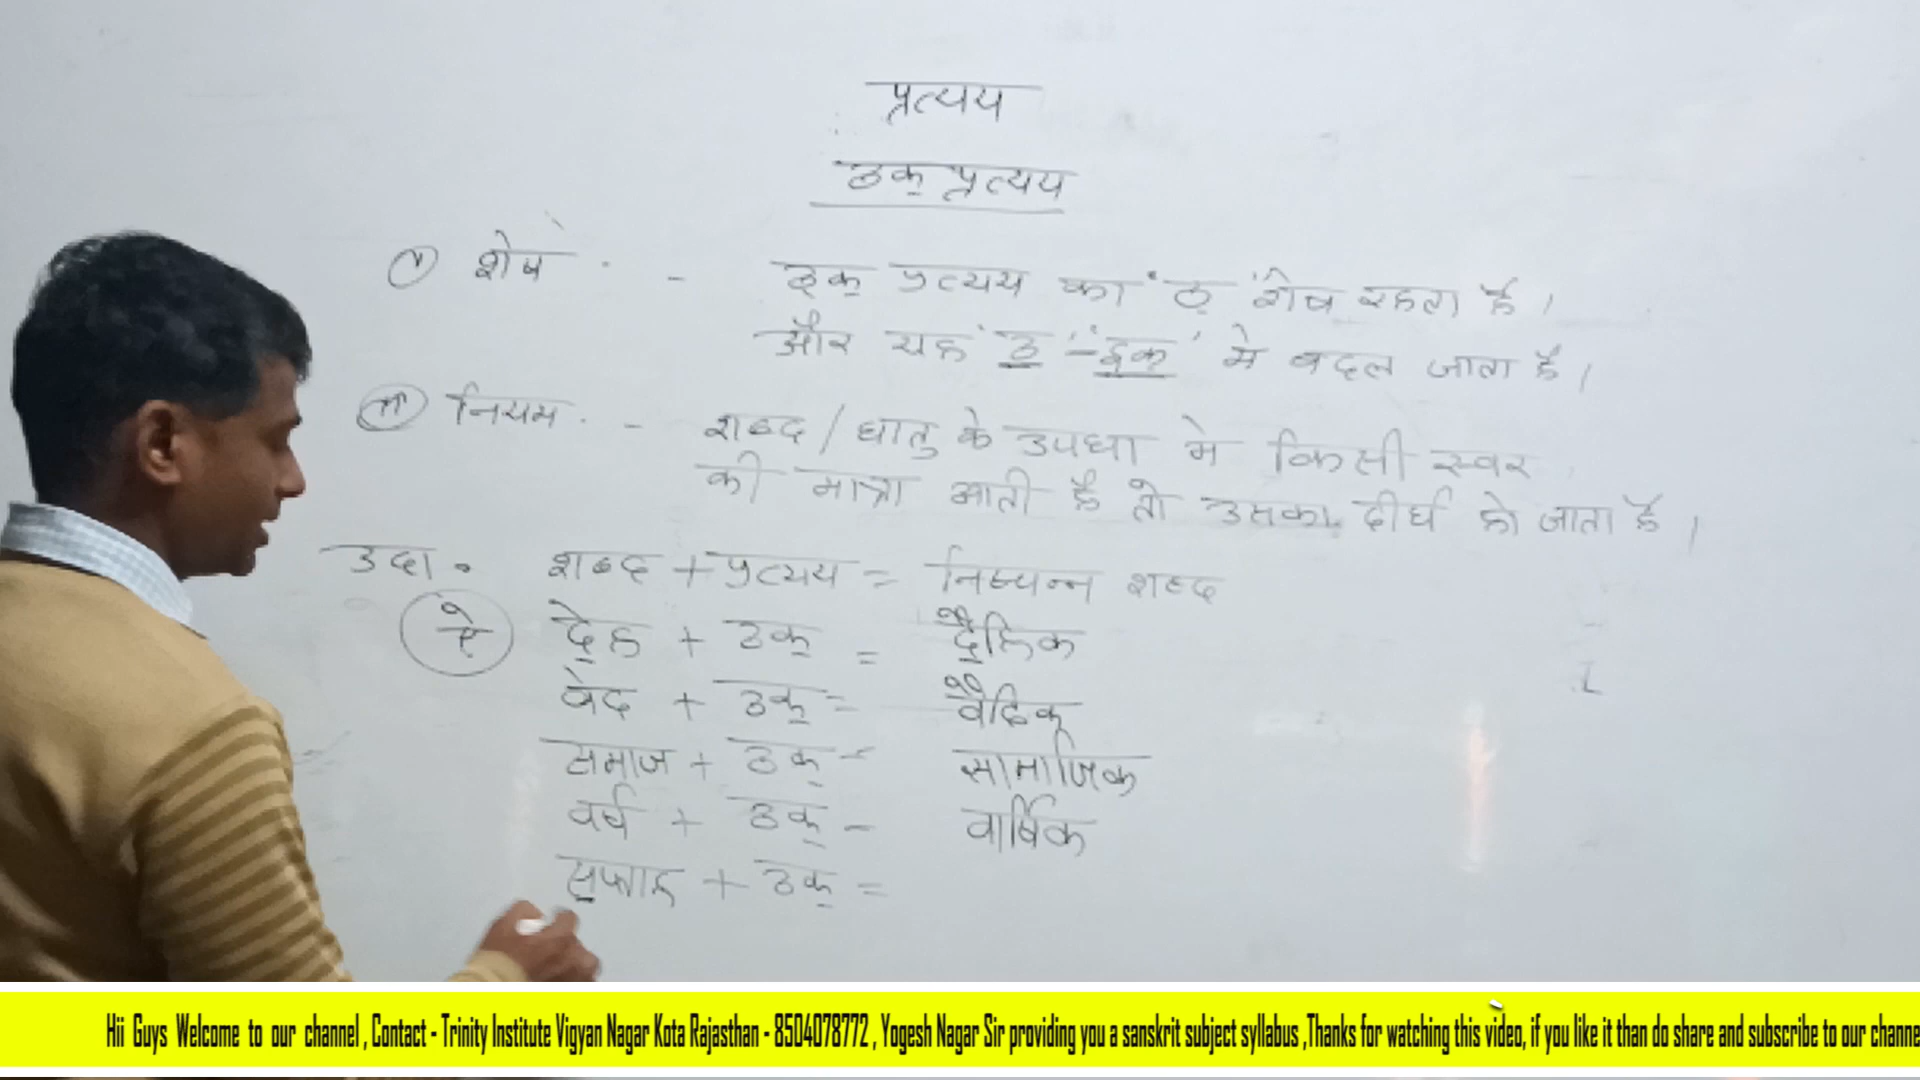 प्रत्यय
ठक् प्रत्यय
(i) शेष - ठक् प्रत्यय का 'ठ्' शेष रहता है।
और यह 'ठ' - 'इक' मे बदल जाता है।
(ii) नियम - शब्द / धातु के उपधा मे किसी स्वर
की मात्रा आती है तो उसका दीर्घ हो जाता है।
उदा. शब्द + प्रत्यय = निष्पन्न शब्द
देह + ठक् = दैहिक
वेद + ठक् = वैदिक
समाज + ठक् - सामाजिक
वर्ष + ठक् - वार्षिक
सप्ताह + ठक् =
Hii Guys Welcome to our channel , Contact - Trinity Institute Vigyan Nagar Kota Rajasthan - 8504078772 , Yogesh Nagar Sir providing you a sanskrit subject syllabus ,Thanks for watching this video, if you like it than do share and subscribe to our channe